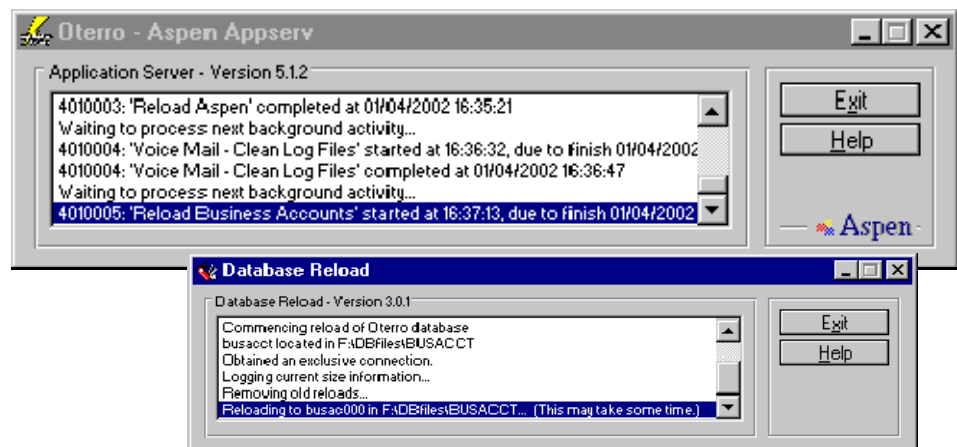 Oterro - Aspen Appserv
Application Server - Version 5.1.2
4010003: 'Reload Aspen' completed at 01/04/2002 16:35:21
Waiting to process next background activity...
4010004: 'Voice Mail - Clean Log Files' started at 16:36:32, due to finish 01/04/2002
4010004: 'Voice Mail - Clean Log Files' completed at 01/04/2002 16:36:47
Waiting to process next background activity...
4010005: 'Reload Business Accounts' started at 16:37:13, due to finish 01/04/2002
Exit
Help
Aspen
Database Reload
Database Reload - Version 3.0.1
Commencing reload of Oterro database
busacct located in F:\DBfiles\BUSACCT
Obtained an exclusive connection.
Logging current size information...
Removing old reloads...
Reloading to busac000 in F:\DBfiles\BUSACCT... (This may take some time.)
Exit
Help